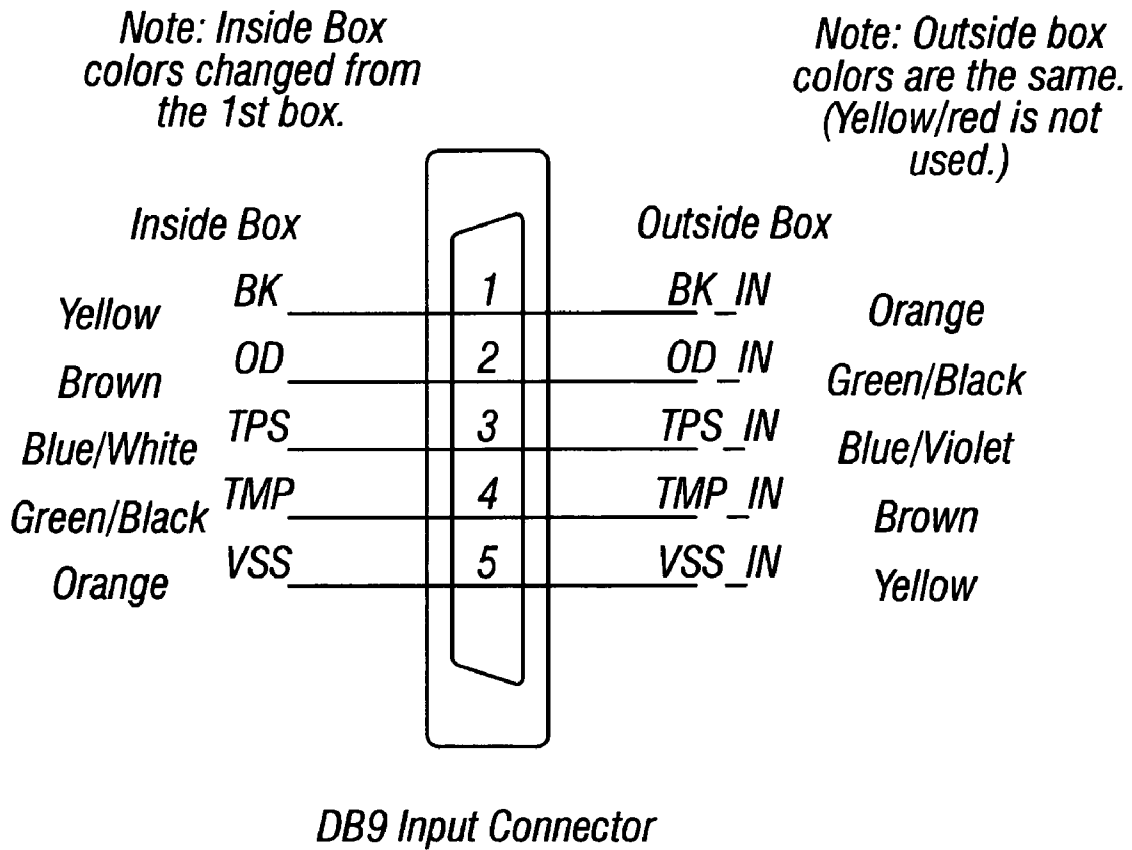 Note: Inside Box
colors changed from
the 1st box.
Note: Outside box
colors are the same.
(Yellow/red is not
used.)
Inside Box
Outside Box
Yellow BK 1 BK_IN Orange
Brown OD 2 OD_IN Green/Black
Blue/White TPS 3 TPS_IN Blue/Violet
Green/Black TMP 4 TMP_IN Brown
Orange VSS 5 VSS_IN Yellow
DB9 Input Connector